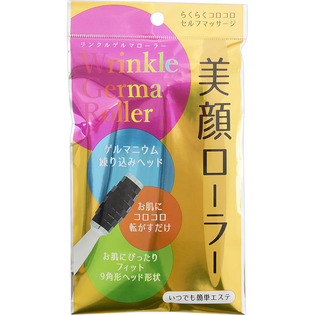 らくらくコロコロ
セルフマッサージ
リンクルゲルマローラー
Wrinkle
Germa
Roller
美顔ローラー
ゲルマニウム
練り込みヘッド
お肌に
コロコロ
転がすだけ
お肌にぴったり
フィット
9角形ヘッド形状
いつでも簡単エステ